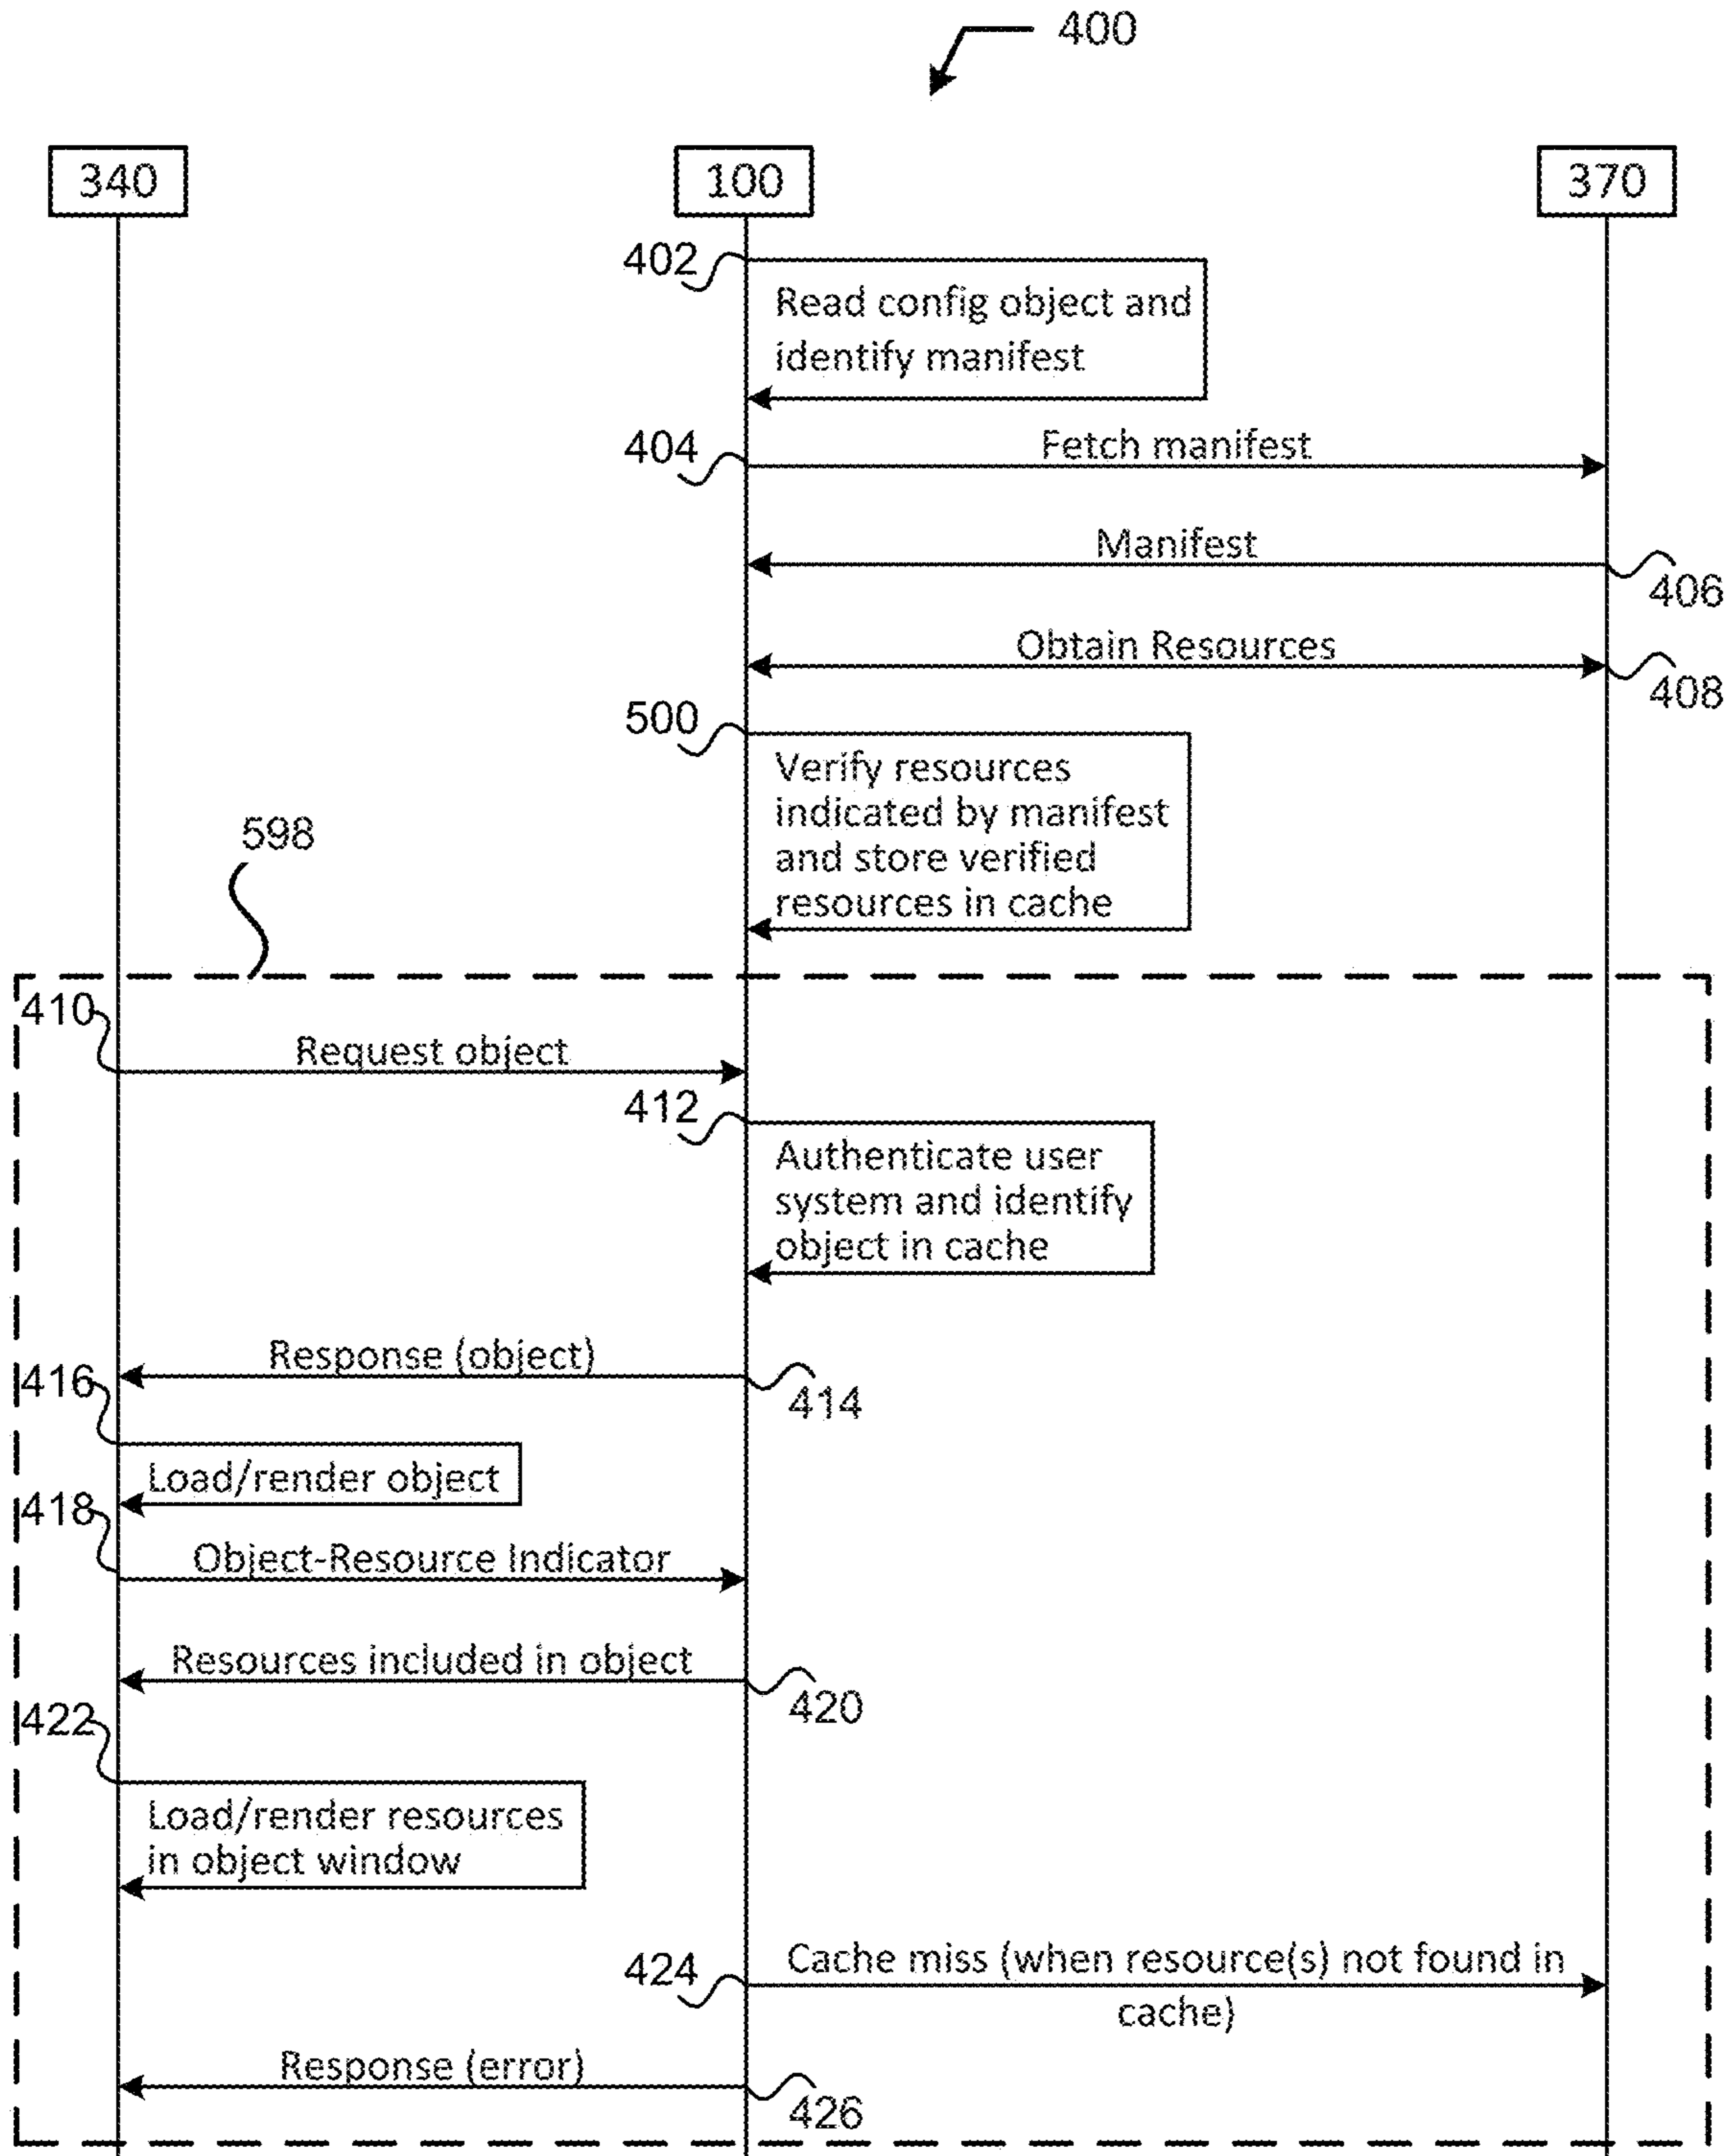 400
340
100
370
402
Read config object and
identify manifest
404
Fetch manifest
Manifest
406
Obtain Resources
408
500
Verify resources
indicated by manifest
and store verified
resources in cache
598
410
Request object
412
Authenticate user
system and identify
object in cache
Response (object)
414
416
Load/render object
418
Object-Resource Indicator
Resources included in object
420
422
Load/render resources
in object window
424
Cache miss (when resource(s) not found in
cache)
Response (error)
426